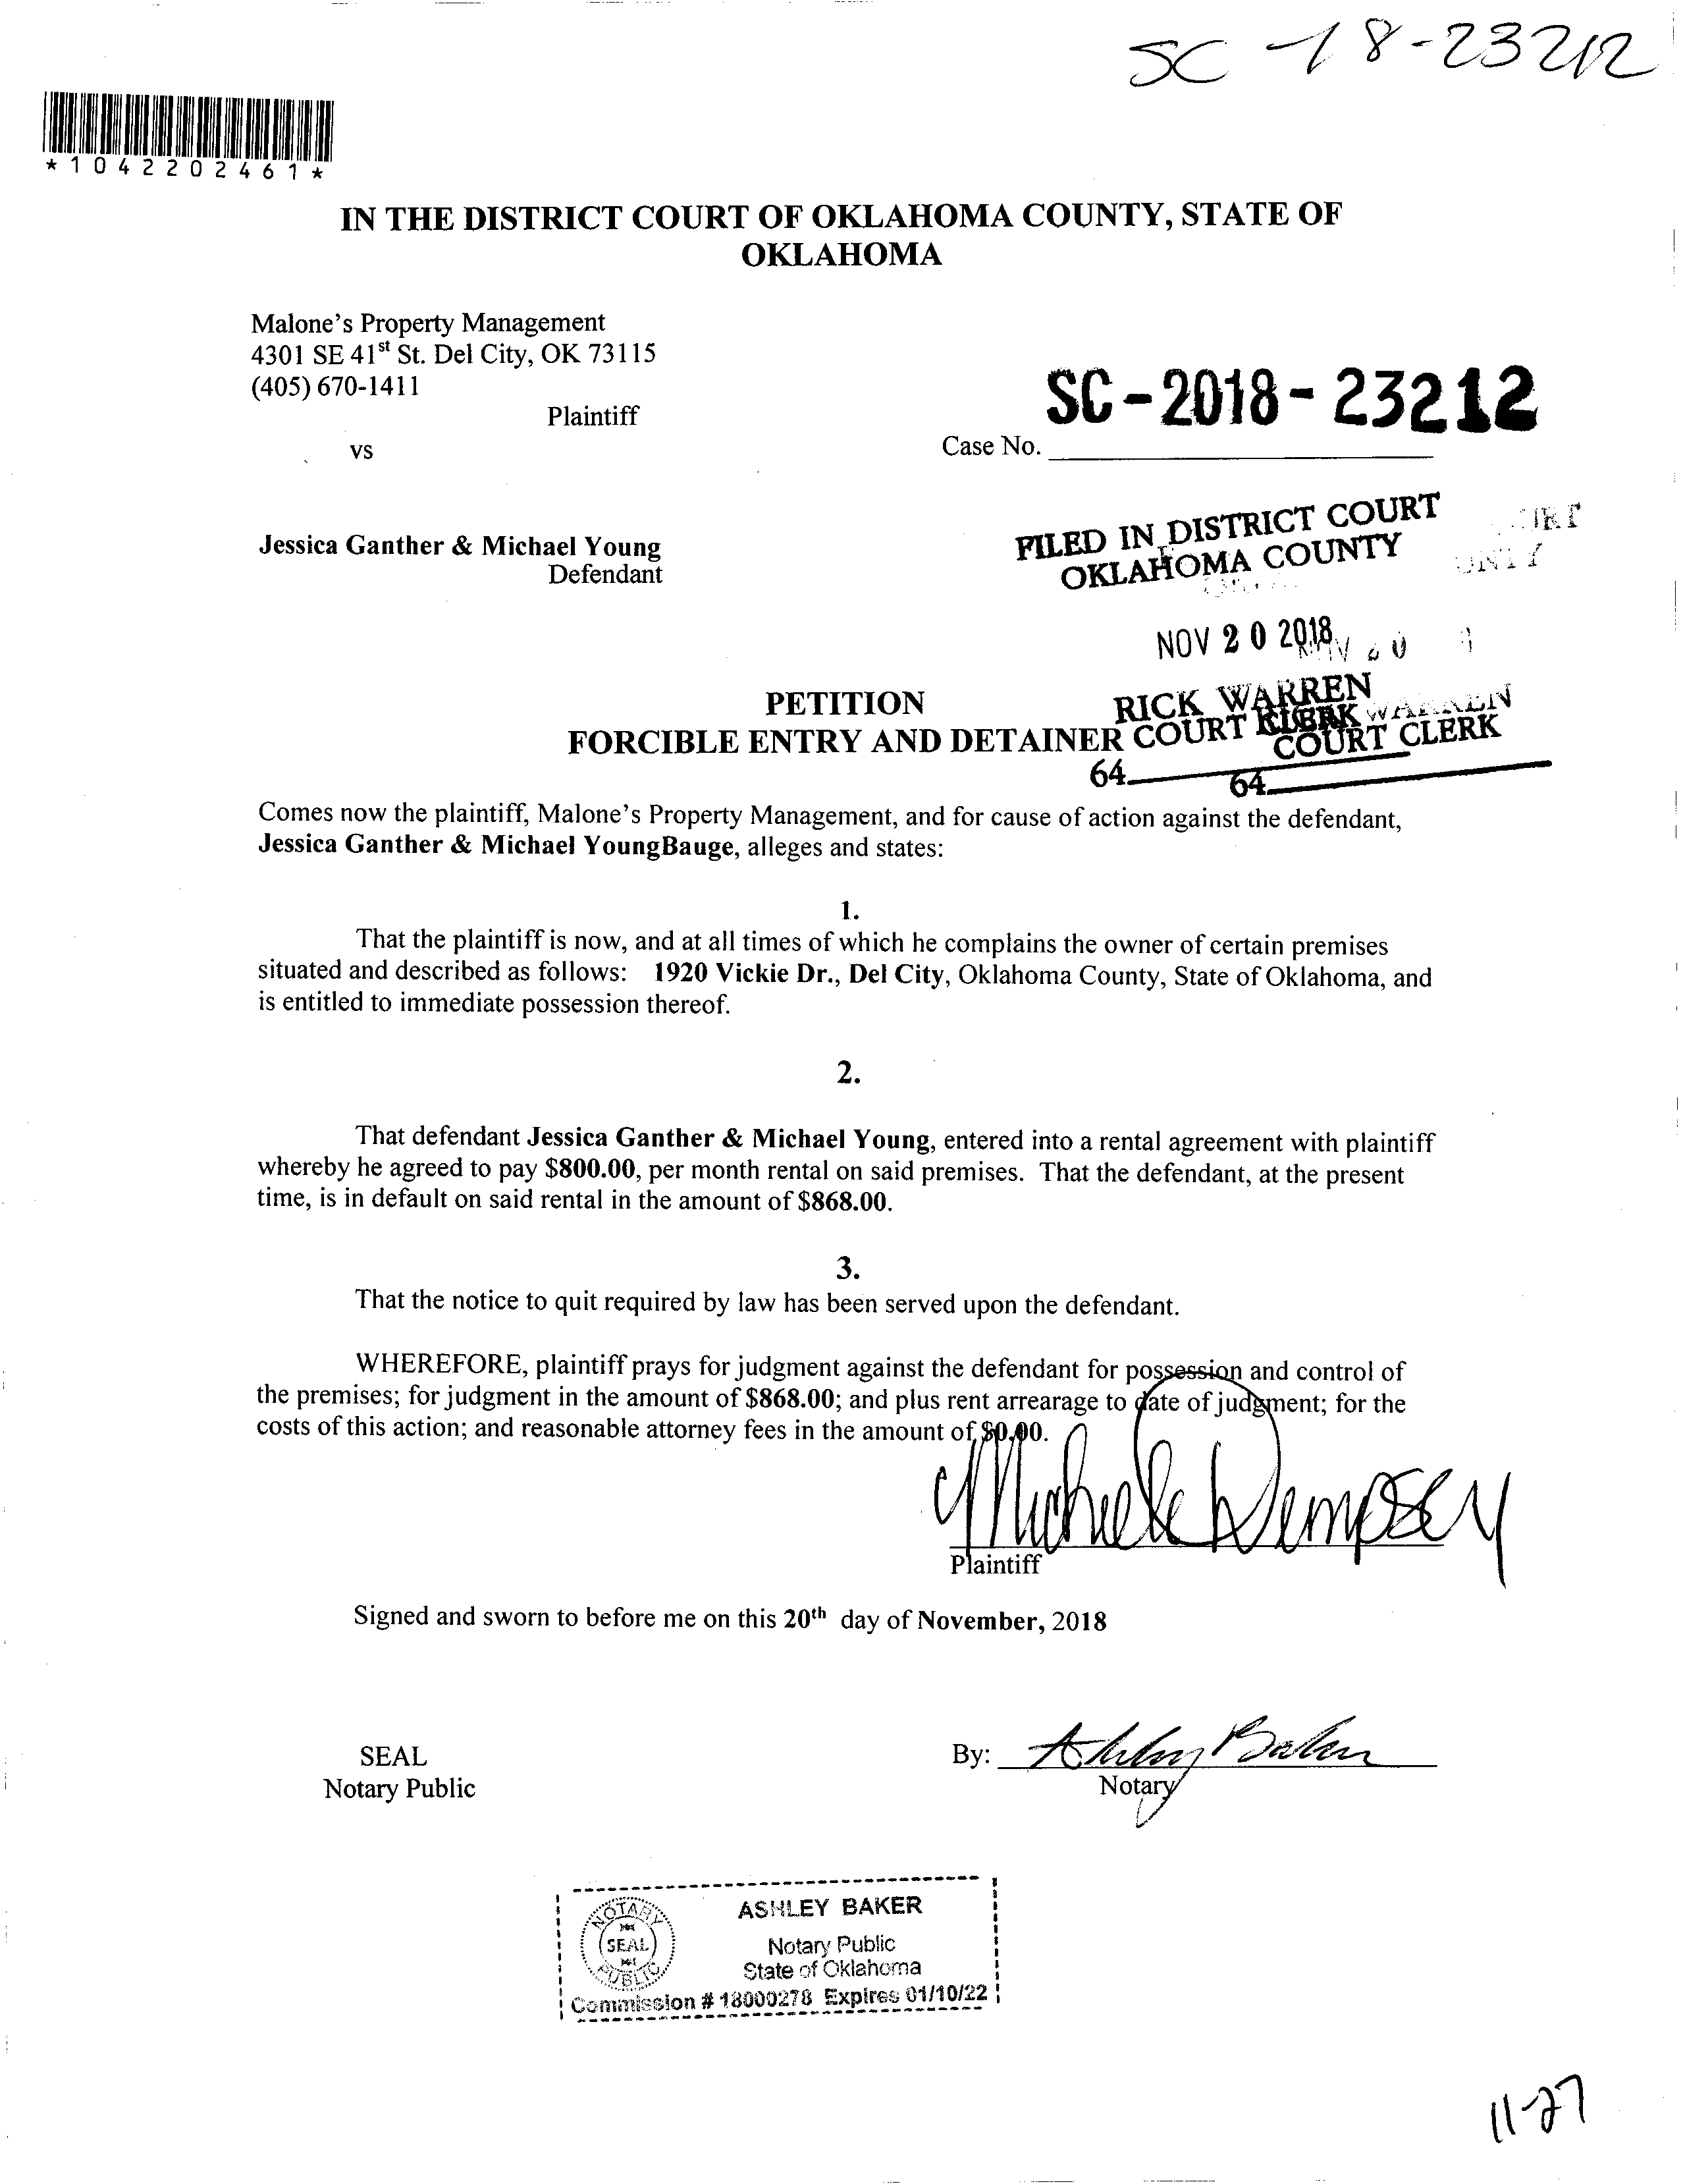 SC-18-23212
*1042202461*
IN THE DISTRICT COURT OF OKLAHOMA COUNTY, STATE OF
OKLAHOMA
Malone's Property Management
4301 SE 41st St. Del City, OK 73115
(405) 670-1411
Plaintiff
vs
SC-2018-23212
Case No.
Jessica Ganther & Michael Young
Defendant
FILED IN DISTRICT COURT
OKLAHOMA COUNTY
NOV 20 2018
RICK WARREN
COURT CLERK
COURT CLERK
64
64
PETITION
FORCIBLE ENTRY AND DETAINER
Comes now the plaintiff, Malone's Property Management, and for cause of action against the defendant,
Jessica Ganther & Michael YoungBauge, alleges and states:
1.
That the plaintiff is now, and at all times of which he complains the owner of certain premises
situated and described as follows: 1920 Vickie Dr., Del City, Oklahoma County, State of Oklahoma, and
is entitled to immediate possession thereof.
2.
That defendant Jessica Ganther & Michael Young, entered into a rental agreement with plaintiff
whereby he agreed to pay $800.00, per month rental on said premises. That the defendant, at the present
time, is in default on said rental in the amount of $868.00.
3.
That the notice to quit required by law has been served upon the defendant.
WHEREFORE, plaintiff prays for judgment against the defendant for possession and control of
the premises; for judgment in the amount of $868.00; and plus rent arrearage to date of judgment; for the
costs of this action; and reasonable attorney fees in the amount of $0.00.
Michele Dempsey
Plaintiff
Signed and sworn to before me on this 20th day of November, 2018
SEAL
Notary Public
By: Ashley Baker
Notary
NOTARY
SEAL
PUBLIC
ASHLEY BAKER
Notary Public
State of Oklahoma
Commission # 18000278 Expires 01/10/22
11-27